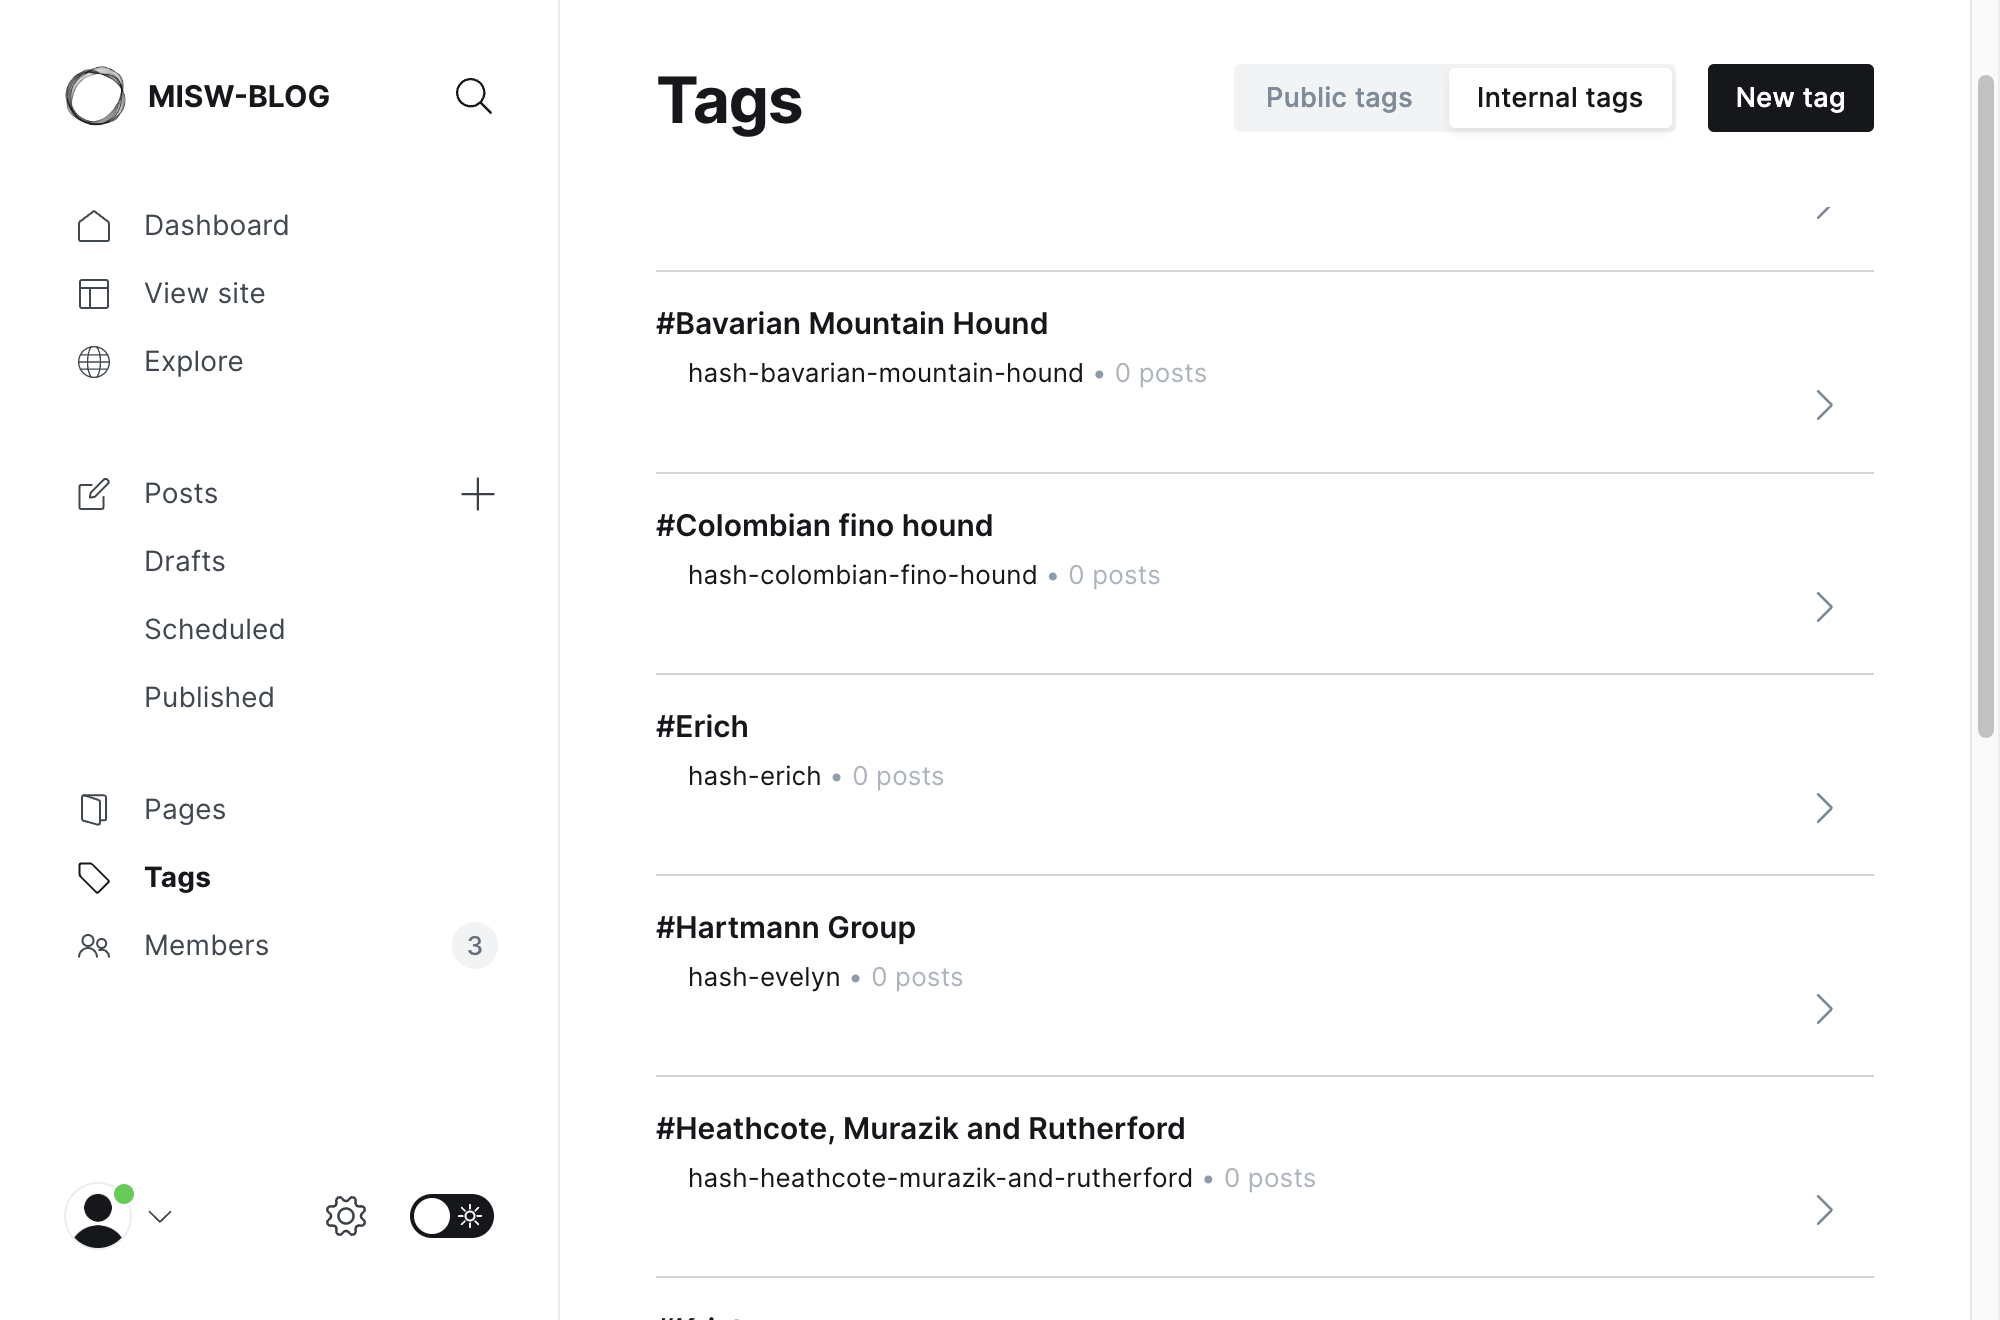 MISW-BLOG
Dashboard
View site
Explore
Posts
Drafts
Scheduled
Published
Pages
Tags
Members 3
Tags
Public tags Internal tags New tag
#Bavarian Mountain Hound
hash-bavarian-mountain-hound • 0 posts
#Colombian fino hound
hash-colombian-fino-hound • 0 posts
#Erich
hash-erich • 0 posts
#Hartmann Group
hash-evelyn • 0 posts
#Heathcote, Murazik and Rutherford
hash-heathcote-murazik-and-rutherford • 0 posts